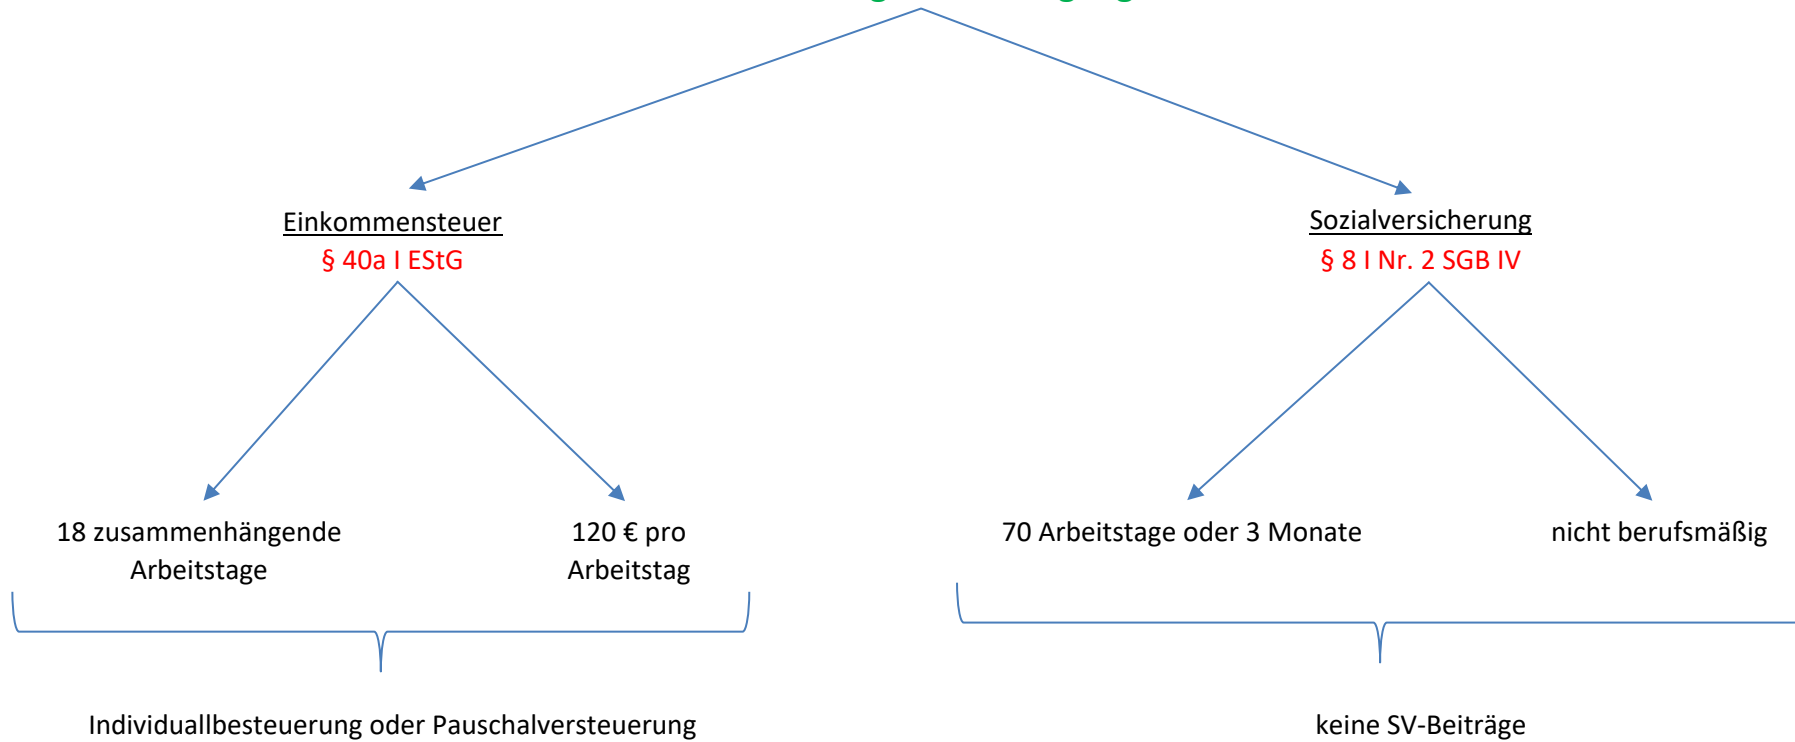 Einkommensteuer
§ 40a I EStG
Sozialversicherung
§ 8 I Nr. 2 SGB IV
18 zusammenhängende
Arbeitstage
120 € pro
Arbeitstag
70 Arbeitstage oder 3 Monate
nicht berufsmäßig
Individuallbesteuerung oder Pauschalversteuerung
keine SV-Beiträge